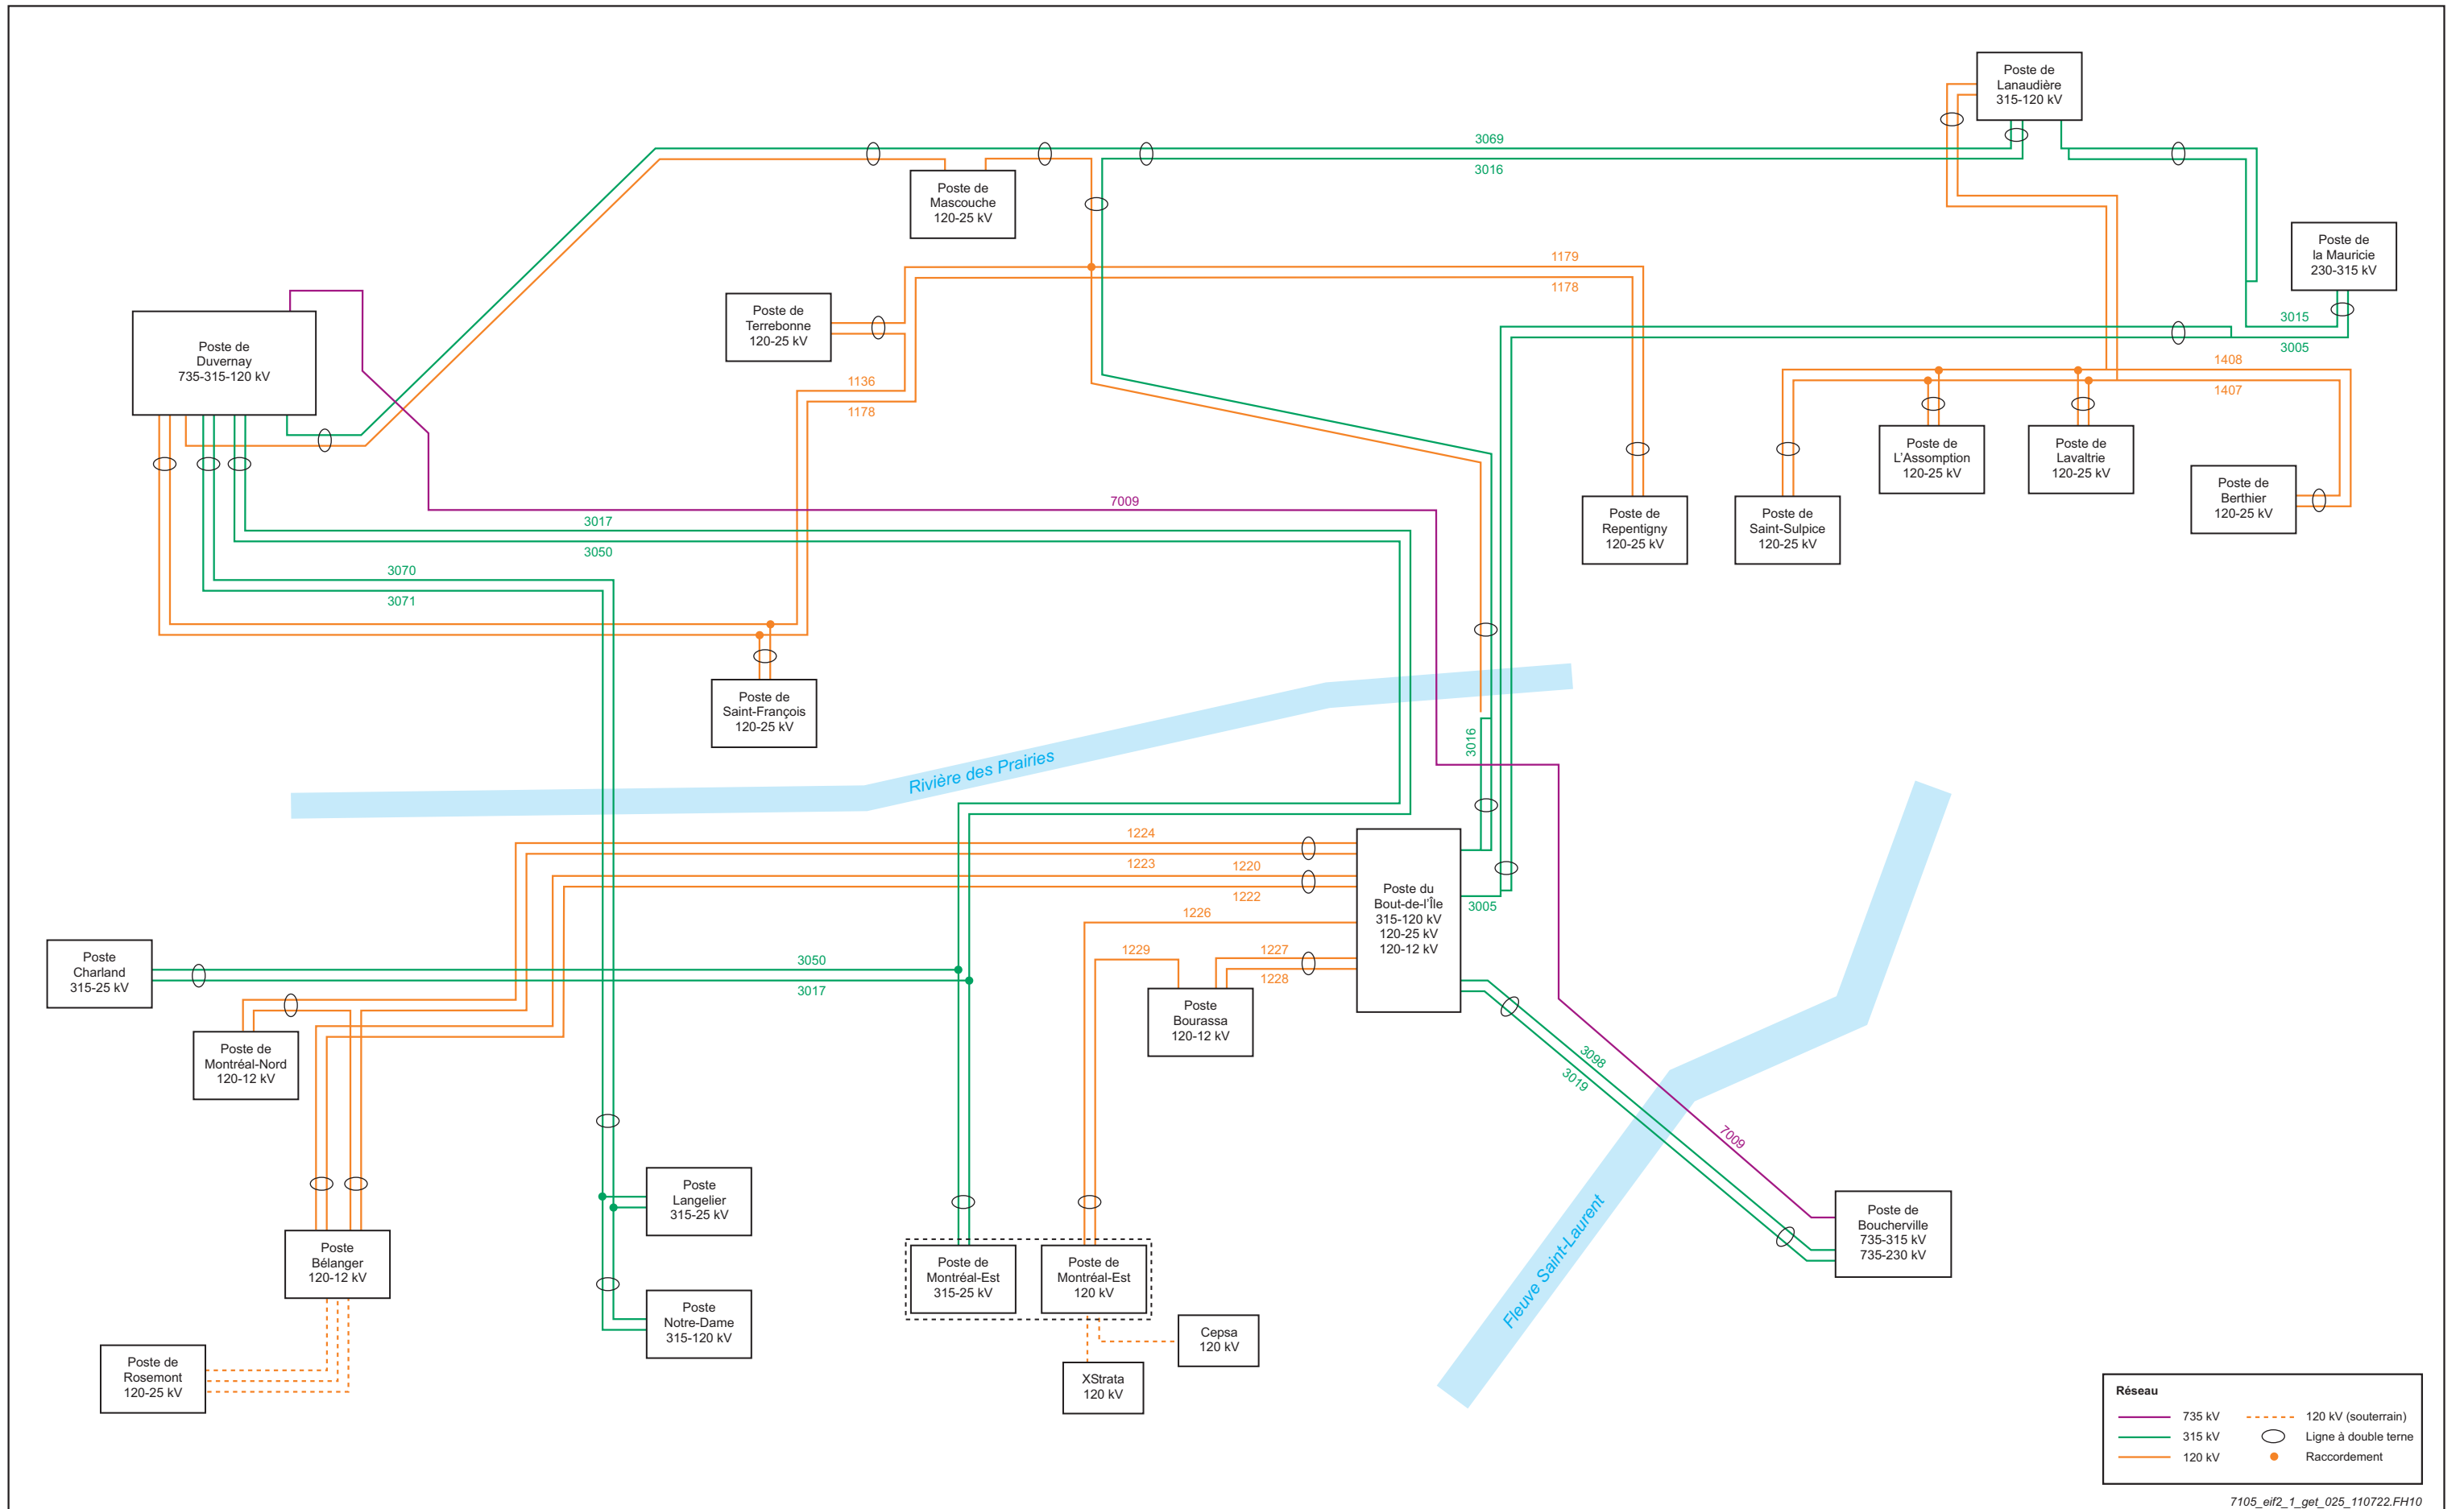 Poste de
Lanaudière
315-120 kV
3069
3016
Poste de
Mascouche
120-25 kV
Poste de
la Mauricie
230-315 kV
1179
1178
Poste de
Terrebonne
120-25 kV
3015
3005
Poste de
Duvernay
735-315-120 kV
1408
1407
1136
1178
Poste de
L'Assomption
120-25 kV
Poste de
Lavaltrie
120-25 kV
Poste de
Berthier
120-25 kV
7009
Poste de
Repentigny
120-25 kV
Poste de
Saint-Sulpice
120-25 kV
3017
3050
3070
3071
Poste de
Saint-François
120-25 kV
3016
Rivière des Prairies
1224
1223
1220
1222
1226
1229
1227
1228
Poste du
Bout-de-l'Île
315-120 kV
120-25 kV
120-12 kV
3005
Poste
Charland
315-25 kV
3050
3017
Poste
Bourassa
120-12 kV
Poste de
Montréal-Nord
120-12 kV
3098
3019
7009
Poste
Langelier
315-25 kV
Poste de
Boucherville
735-315 kV
735-230 kV
Fleuve Saint-Laurent
Poste
Bélanger
120-12 kV
Poste de
Montréal-Est
315-25 kV
Poste de
Montréal-Est
120 kV
Poste
Notre-Dame
315-120 kV
Cepsa
120 kV
Poste de
Rosemont
120-25 kV
XStrata
120 kV
Réseau
735 kV
120 kV (souterrain)
315 kV
Ligne à double terne
120 kV
Raccordement
7105_eif2_1_get_025_110722.FH10